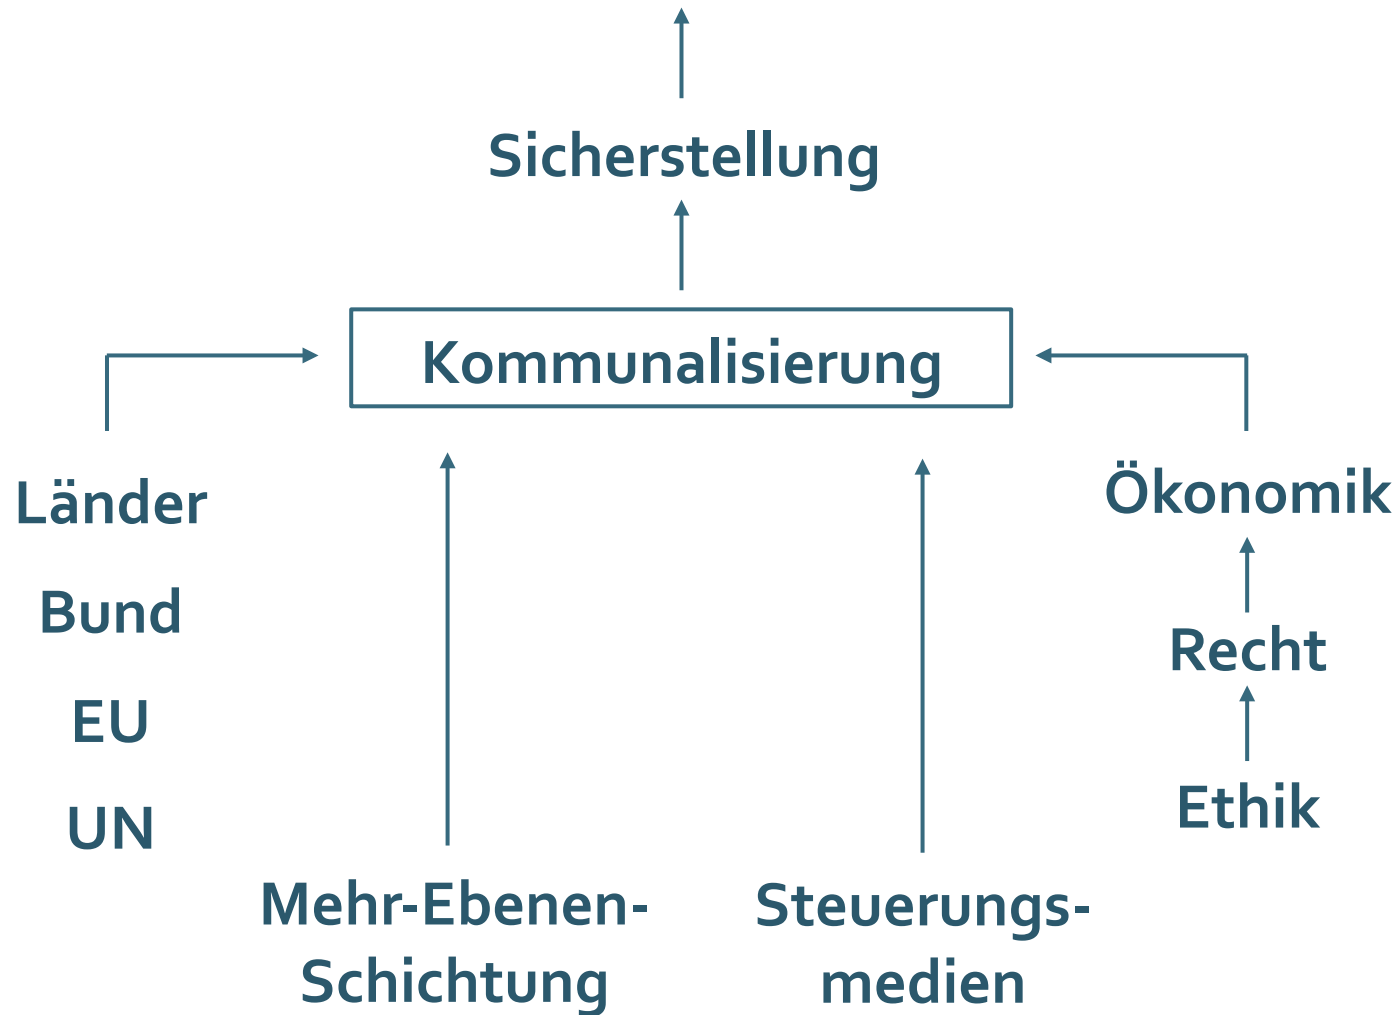 Sicherstellung
Kommunalisierung
Länder
Bund
EU
UN
Mehr-Ebenen-
Schichtung
Steuerungs-
medien
Ökonomik
Recht
Ethik